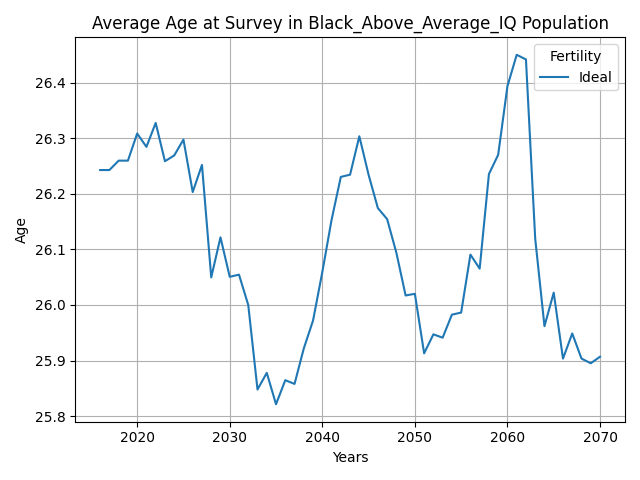 Average Age at Survey in Black_Above_Average_IQ Population
Fertility
Ideal
26.4
26.3
26.2
26.1
26.0
25.9
25.8
Age
2020 2030 2040 2050 2060 2070
Years